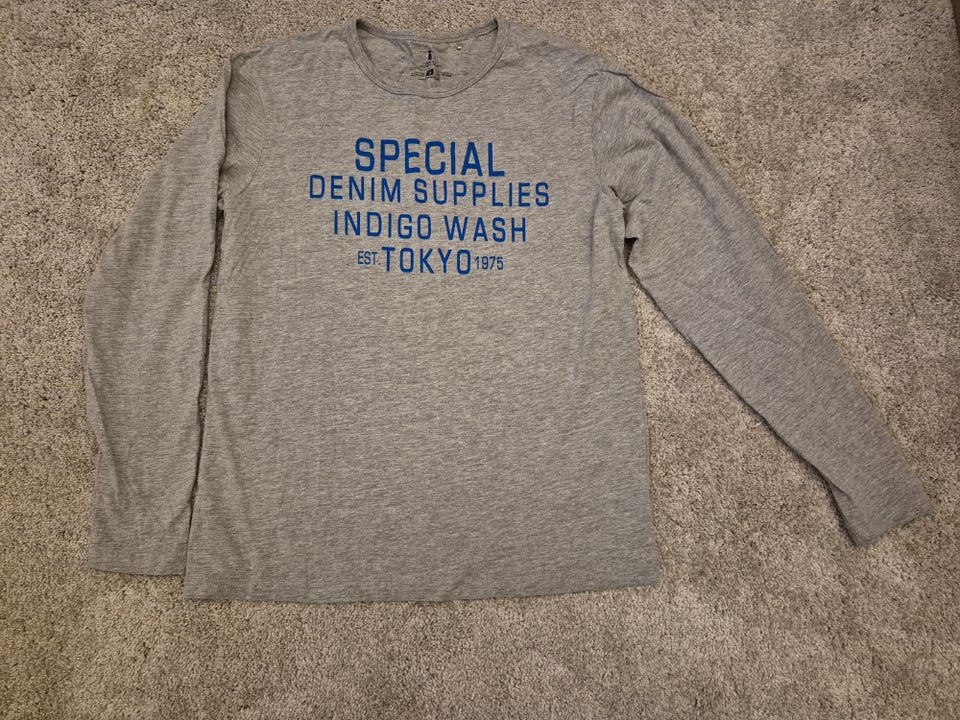 SPECIAL
DENIM SUPPLIES
INDIGO WASH
EST. TOKYO 1975